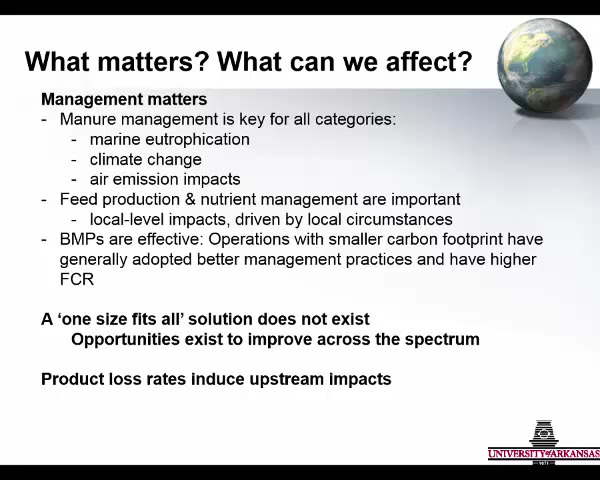 What matters? What can we affect?
Management matters
- Manure management is key for all categories:
- marine eutrophication
- climate change
- air emission impacts
- Feed production & nutrient management are important
- local-level impacts, driven by local circumstances
- BMPs are effective: Operations with smaller carbon footprint have
generally adopted better management practices and have higher
FCR
A ‘one size fits all’ solution does not exist
Opportunities exist to improve across the spectrum
Product loss rates induce upstream impacts
UNIVERSITY of ARKANSAS